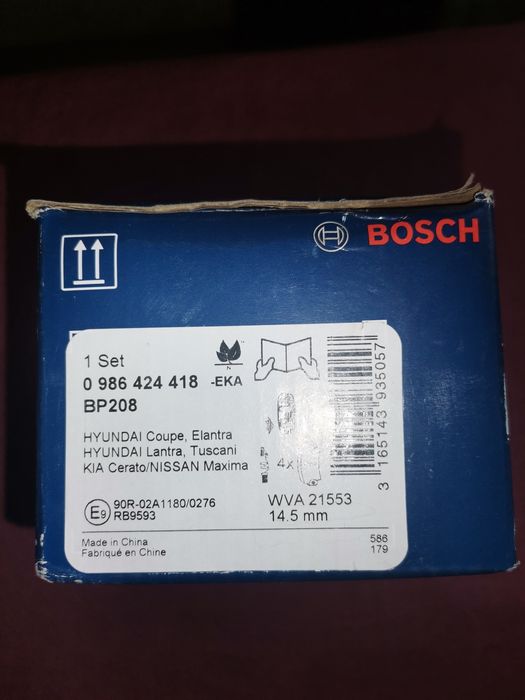 BOSCH
1 Set
N
0 986 424 418 -EKA
BP208
HYUNDAI Coupe, Elantra
HYUNDAI Lantra, Tuscani
KIA Cerato/NISSAN Maxima
4x
E9 90R-02A1180/0276
RB9593
WVA 21553
14.5 mm
Made in China
Fabriqué en Chine
586
179
3 165143 935057